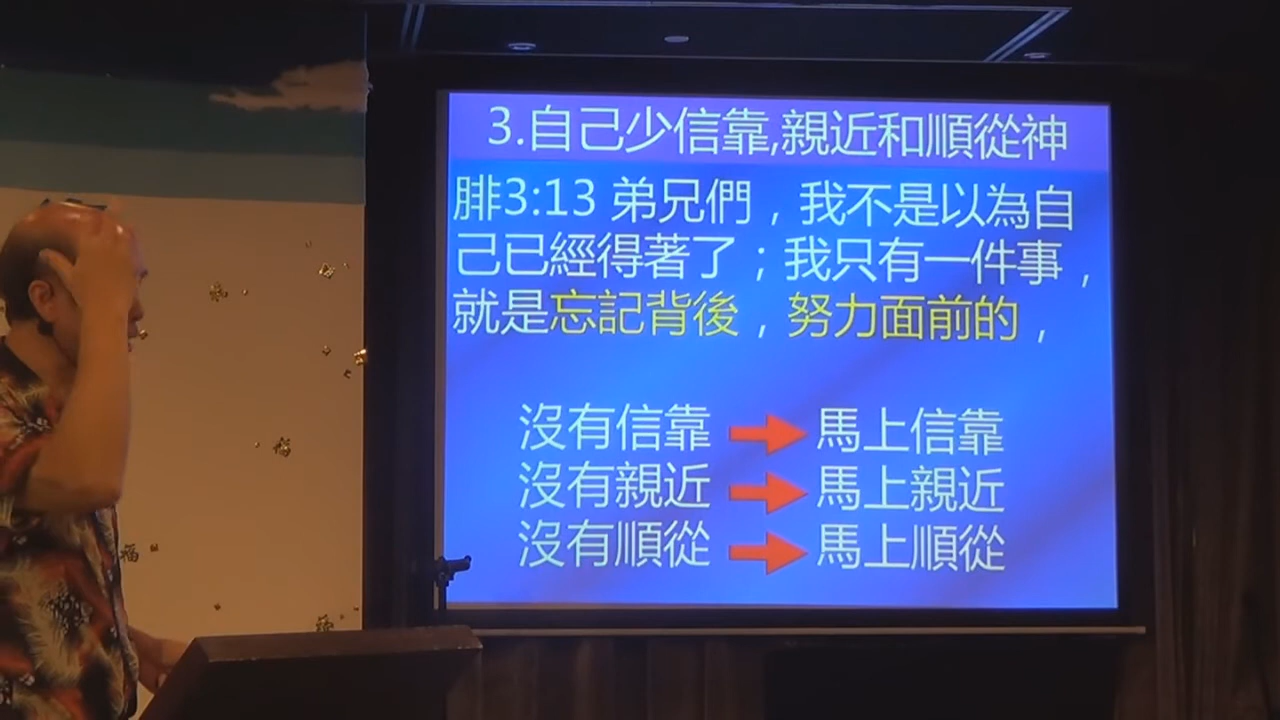 3.自己少信靠,親近和順從神
腓3:13 弟兄們，我不是以為自
己已經得著了；我只有一件事，
就是忘記背後，努力面前的，
沒有信靠 馬上信靠
沒有親近 馬上親近
沒有順從 馬上順從
福